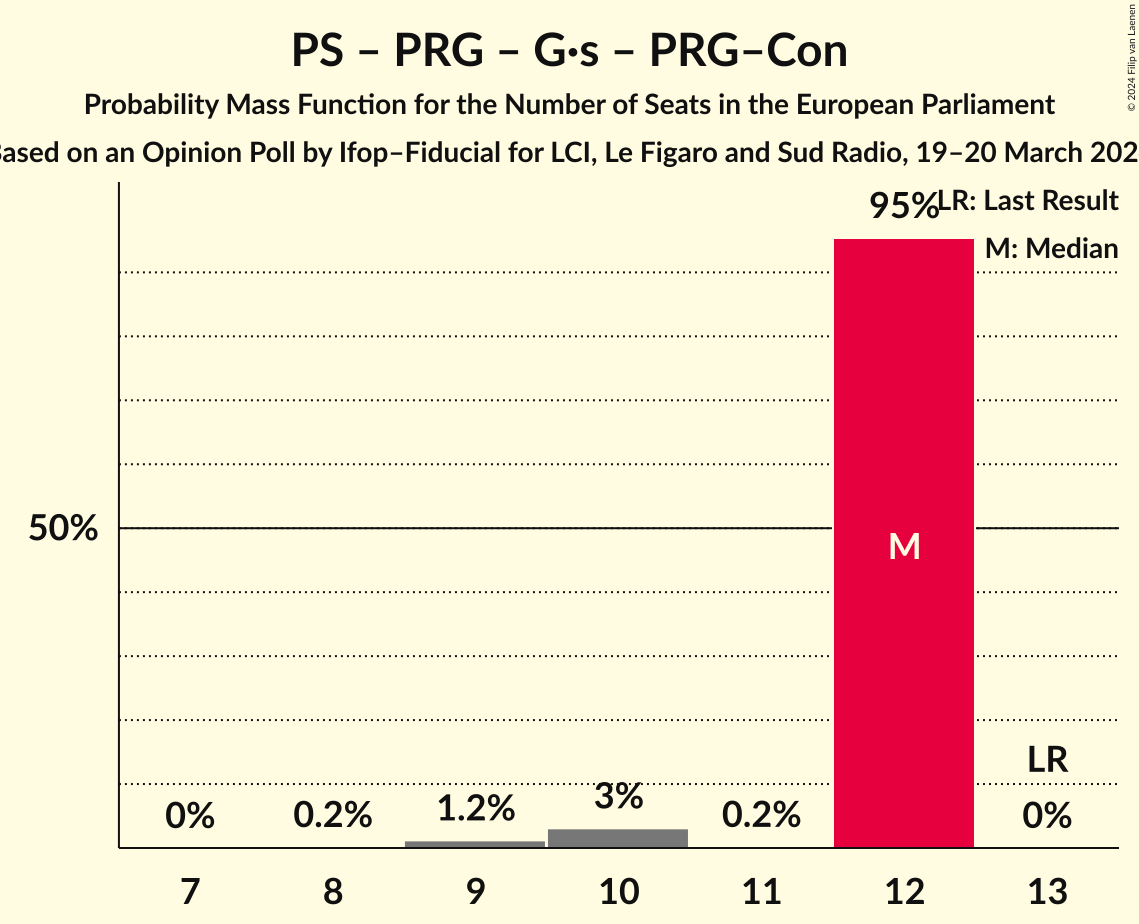 PS – PRG – G·s – PRG–Con
Probability Mass Function for the Number of Seats in the European Parliament
Based on an Opinion Poll by Ifop–Fiducial for LCI, Le Figaro and Sud Radio, 19–20 March 202
© 2024 Filip van Laenen
LR: Last Result
M: Median
95%
50%
M
LR
0%
0.2%
1.2%
3%
0.2%
0%
7
8
9
10
11
12
13